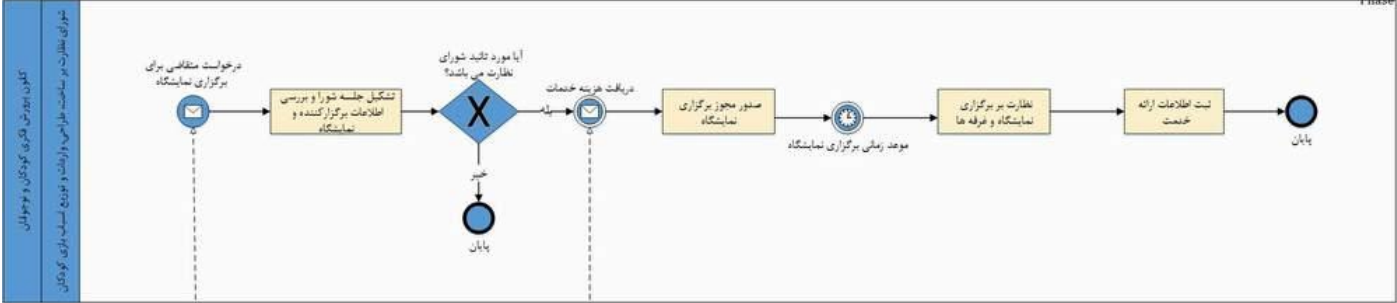 Phase
کانون پرورش فکری کودکان و نوجوانان
شورای نظارت بر ساخت، طراحی، واردات و توزیع اسباب بازی کودکان
درخواست متقاضی برای
برگزاری نمایشگاه
تشکیل جلسه شورا و بررسی
اطلاعات برگزارکننده و
نمایشگاه
آیا مورد تائید شورای
نظارت می باشد؟
بله
خیر
پایان
دریافت هزینه خدمات
صدور مجوز برگزاری
نمایشگاه
موعد زمانی برگزاری نمایشگاه
نظارت بر برگزاری
نمایشگاه و غرفه ها
ثبت اطلاعات ارائه
خدمت
پایان